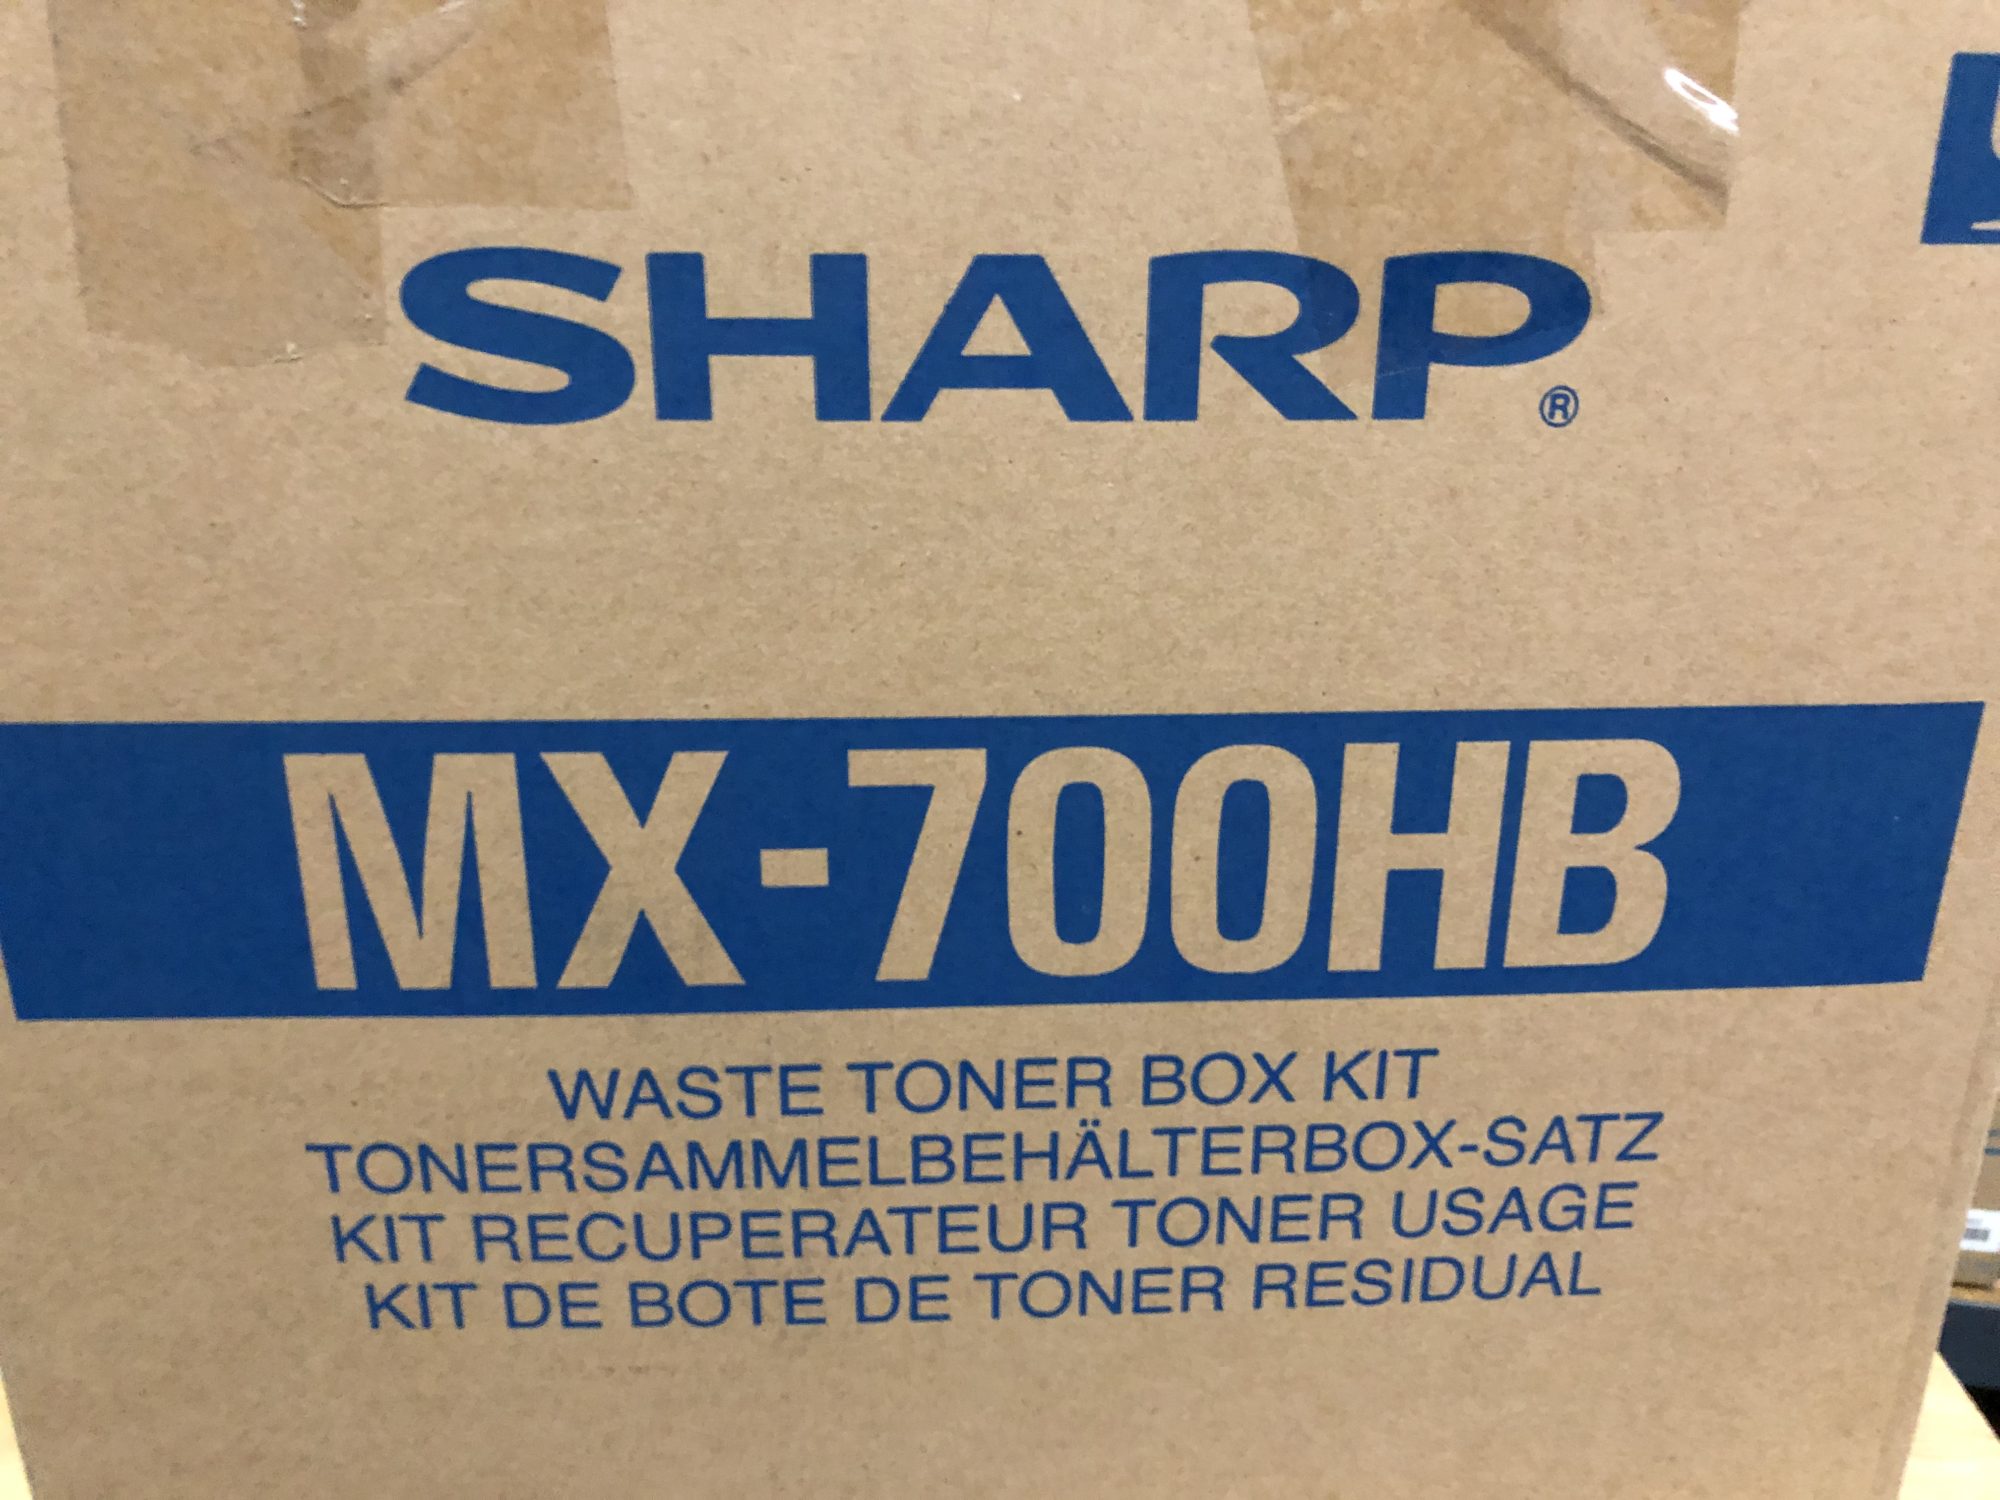 SHARP®
MX-700HB
WASTE TONER BOX KIT
TONERSAMMELBEHÄLTERBOX-SATZ
KIT RECUPERATEUR TONER USAGE
KIT DE BOTE DE TONER RESIDUAL